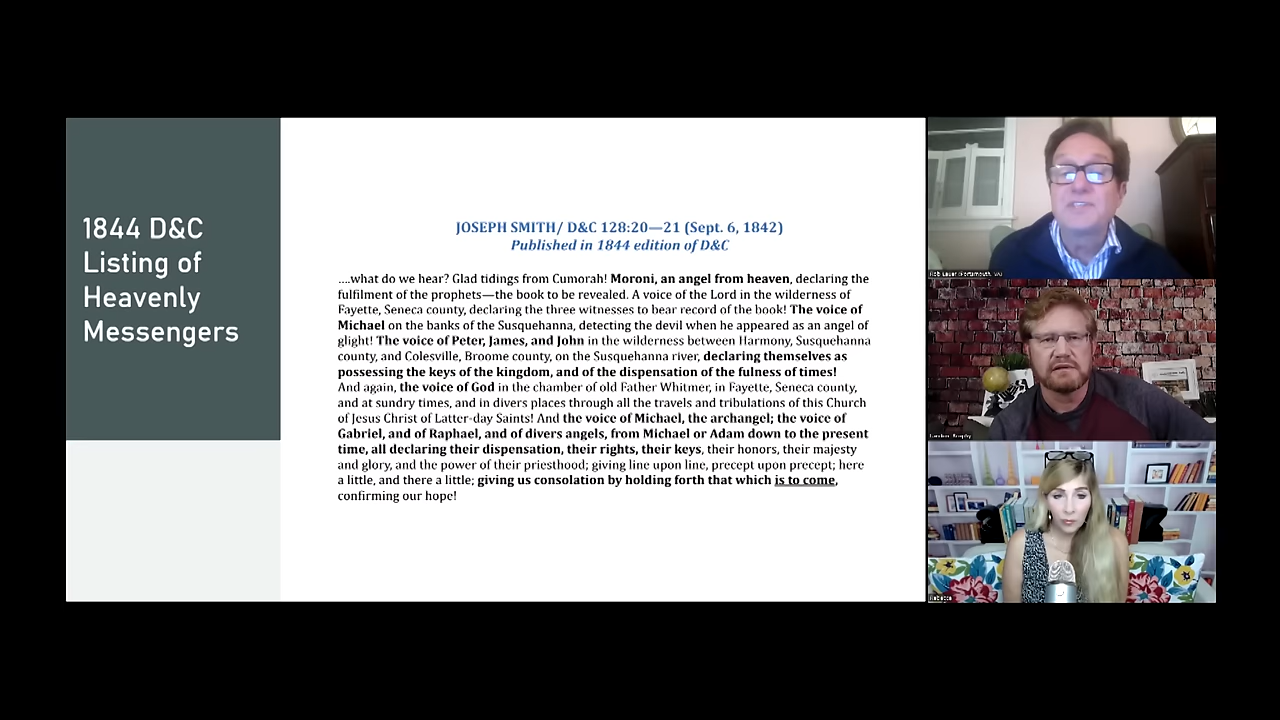 1844 D&C
Listing of
Heavenly
Messengers
JOSEPH SMITH/ D&C 128:20—21 (Sept. 6, 1842)
Published in 1844 edition of D&C
....what do we hear? Glad tidings from Cumorah! Moroni, an angel from heaven, declaring the
fulfilment of the prophets—the book to be revealed. A voice of the Lord in the wilderness of
Fayette, Seneca county, declaring the three witnesses to bear record of the book! The voice of
Michael on the banks of the Susquehanna, detecting the devil when he appeared as an angel of
glight! The voice of Peter, James, and John in the wilderness between Harmony, Susquehanna
county, and Colesville, Broome county, on the Susquehanna river, declaring themselves as
possessing the keys of the kingdom, and of the dispensation of the fulness of times!
And again, the voice of God in the chamber of old Father Whitmer, in Fayette, Seneca county,
and at sundry times, and in divers places through all the travels and tribulations of this Church
of Jesus Christ of Latter-day Saints! And the voice of Michael, the archangel; the voice of
Gabriel, and of Raphael, and of divers angels, from Michael or Adam down to the present
time, all declaring their dispensation, their rights, their keys, their honors, their majesty
and glory, and the power of their priesthood; giving line upon line, precept upon precept; here
a little, and there a little; giving us consolation by holding forth that which is to come,
confirming our hope!
Rob Lauer